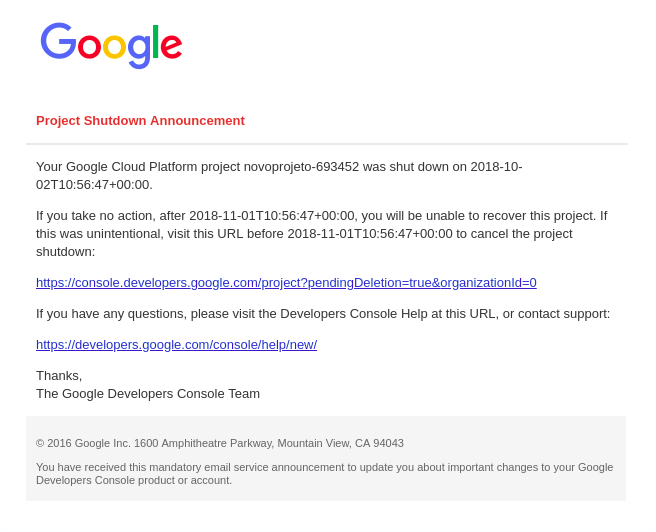 Google
Project Shutdown Announcement
Your Google Cloud Platform project novoprojeto-693452 was shut down on 2018-10-
02T10:56:47+00:00.
If you take no action, after 2018-11-01T10:56:47+00:00, you will be unable to recover this project. If
this was unintentional, visit this URL before 2018-11-01T10:56:47+00:00 to cancel the project
shutdown:
https://console.developers.google.com/project?pendingDeletion=true&organizationId=0
If you have any questions, please visit the Developers Console Help at this URL, or contact support:
https://developers.google.com/console/help/new/
Thanks,
The Google Developers Console Team
© 2016 Google Inc. 1600 Amphitheatre Parkway, Mountain View, CA 94043
You have received this mandatory email service announcement to update you about important changes to your Google
Developers Console product or account.